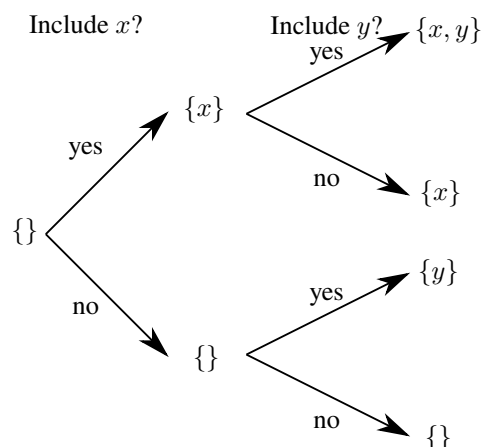 Include x?
Include y?
{x, y}
yes
{x}
yes
no
{x}
{}
{y}
no
yes
{}
no
{}